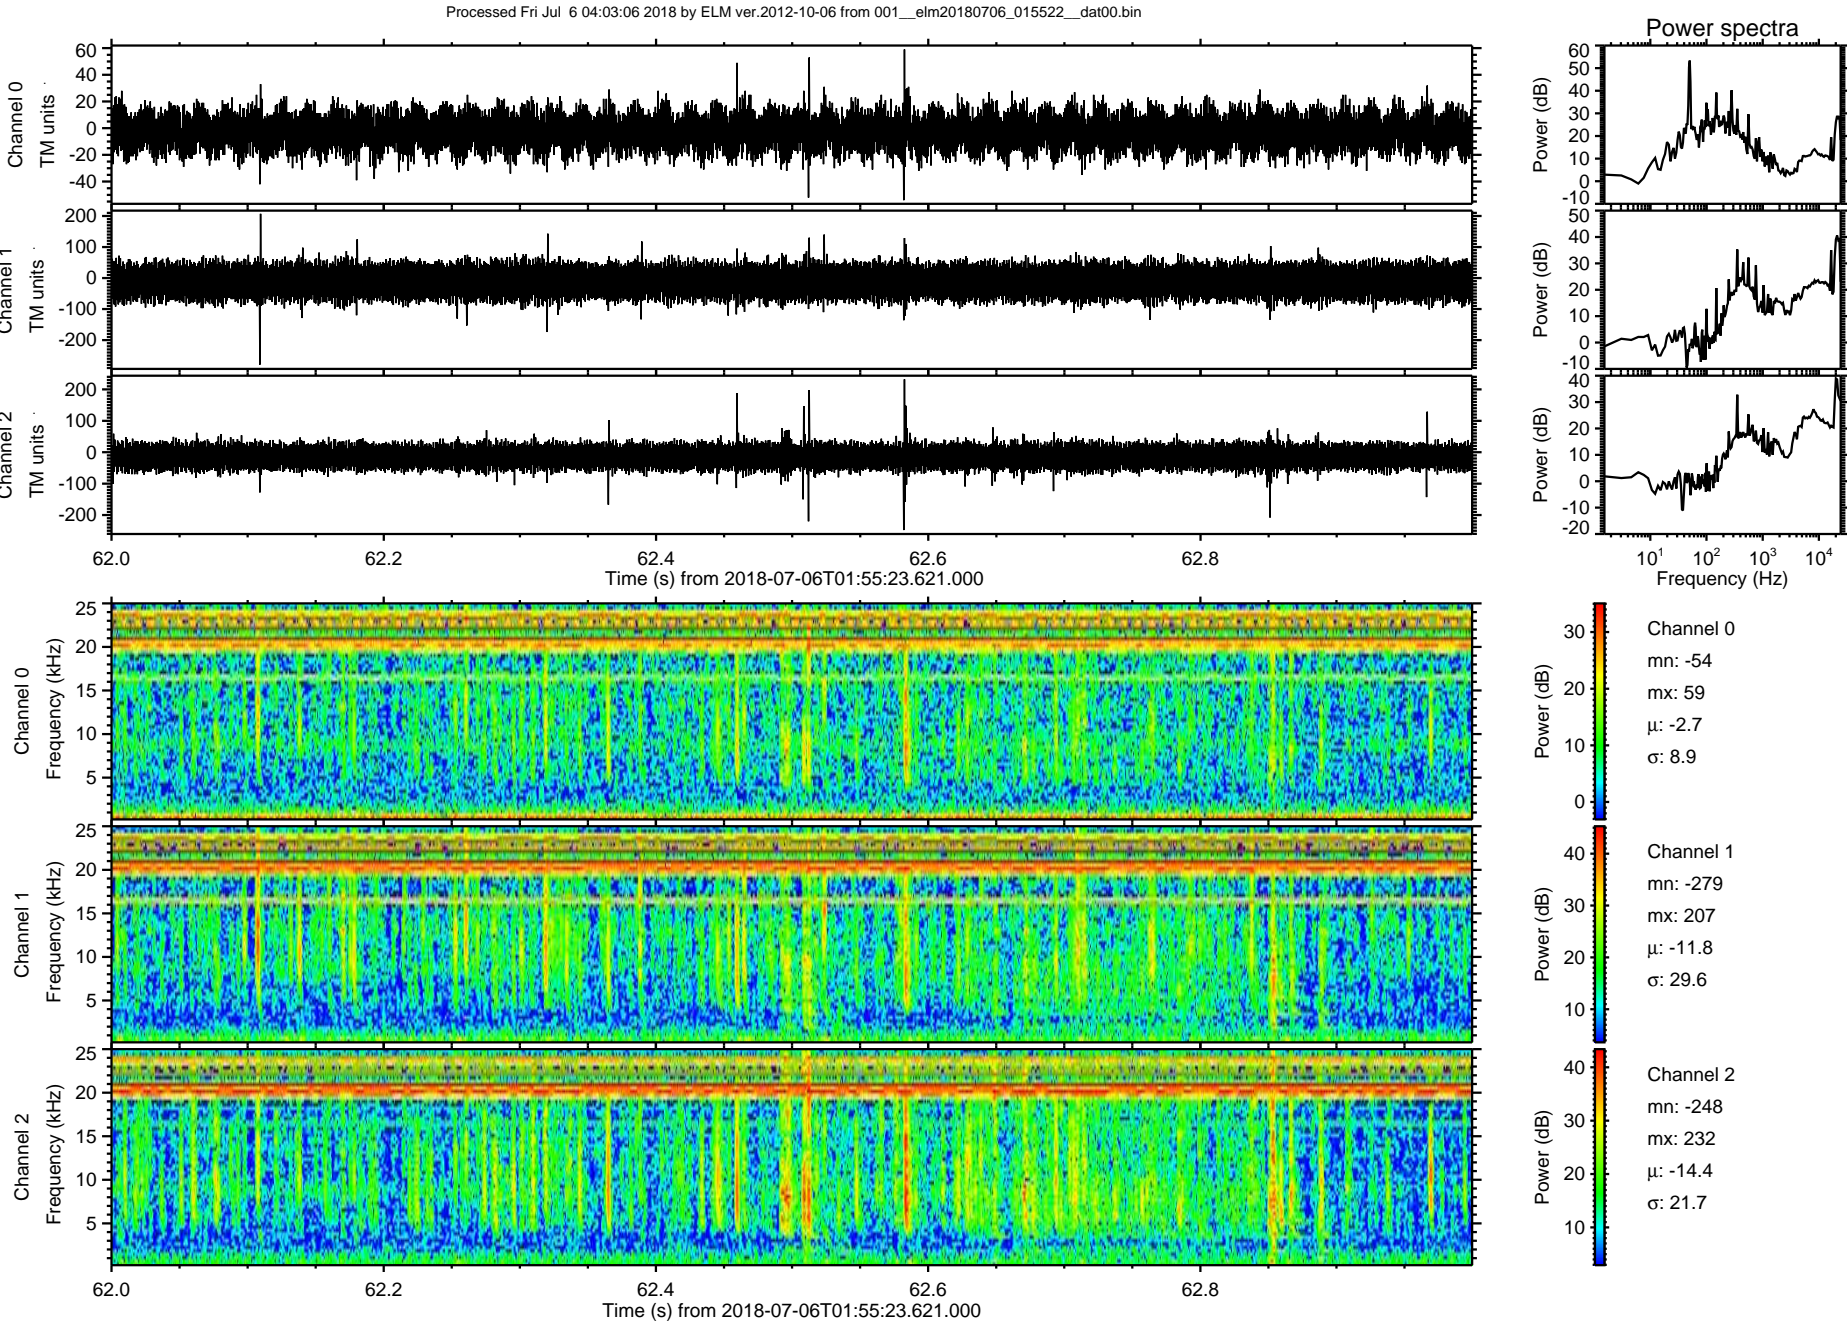 Processed Fri Jul  6 04:03:06 2018 by ELM ver.2012-10-06 from 001__elm20180706_015522__dat00.bin
Power spectra
Channel 0
TM units
60
40
20
0
-20
-40
Power (dB)
60
50
40
30
20
10
0
-10
Channel 1
TM units
200
100
0
-100
-200
Power (dB)
50
40
30
20
10
0
-10
Channel 2
TM units
200
100
0
-100
-200
Power (dB)
40
30
20
10
0
-10
-20
62.0 62.2 62.4 62.6 62.8
Time (s) from 2018-07-06T01:55:23.621.000
10^1 10^2 10^3 10^4
Frequency (Hz)
Channel 0
Frequency (kHz)
25
20
15
10
5
Power (dB)
30
20
10
0
Channel 0
mn: -54
mx: 59
μ: -2.7
σ: 8.9
Channel 1
Frequency (kHz)
25
20
15
10
5
Power (dB)
40
30
20
10
Channel 1
mn: -279
mx: 207
μ: -11.8
σ: 29.6
Channel 2
Frequency (kHz)
25
20
15
10
5
Power (dB)
40
30
20
10
Channel 2
mn: -248
mx: 232
μ: -14.4
σ: 21.7
62.0 62.2 62.4 62.6 62.8
Time (s) from 2018-07-06T01:55:23.621.000